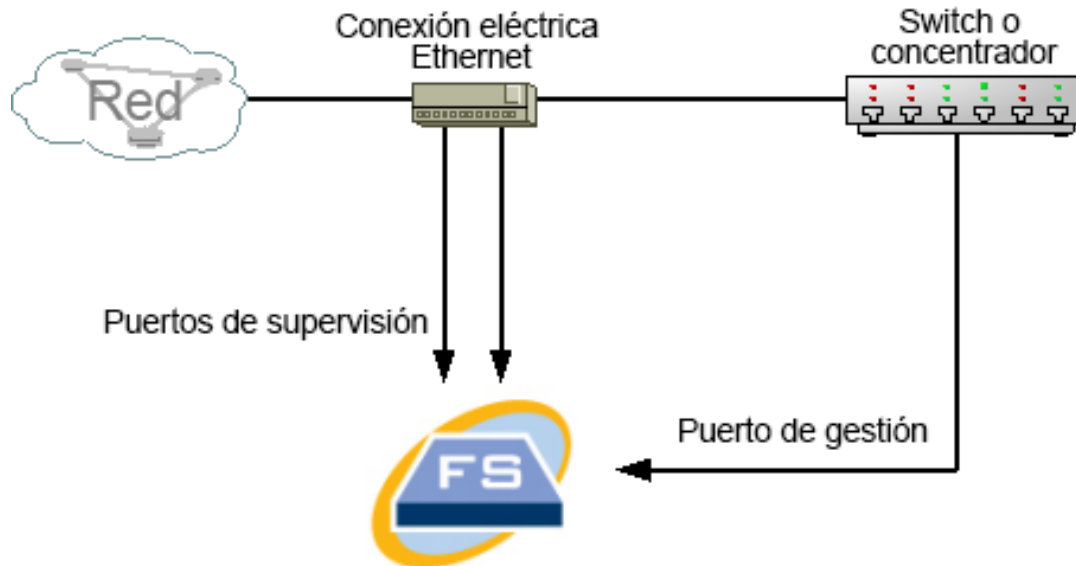 Conexión eléctrica
Ethernet
Switch o
concentrador
Red
Puertos de supervisión
Puerto de gestión
FS